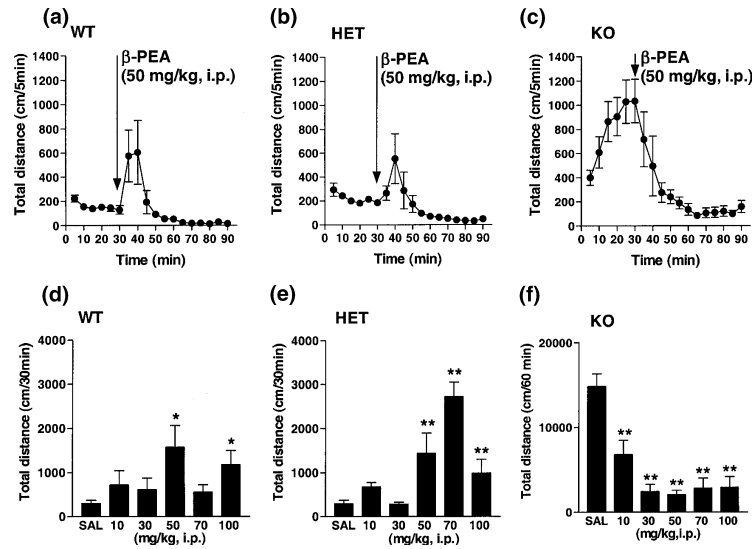 (a)
WT
β-PEA
(50 mg/kg, i.p.)
Total distance (cm/5min)
1400
1200
1000
800
600
400
200
0
0 10 20 30 40 50 60 70 80 90
Time (min)
(b)
HET
β-PEA
(50 mg/kg, i.p.)
Total distance (cm/5min)
1400
1200
1000
800
600
400
200
0
0 10 20 30 40 50 60 70 80 90
Time (min)
(c)
KO
β-PEA
(50 mg/kg, i.p.)
Total distance (cm/5min)
1400
1200
1000
800
600
400
200
0
0 10 20 30 40 50 60 70 80 90
Time (min)
(d)
WT
Total distance (cm/30min)
4000
3000
2000
1000
0
* *
SAL 10 30 50 70 100
(mg/kg, i.p.)
(e)
HET
Total distance (cm/30min)
4000
3000
2000
1000
0
** ** **
SAL 10 30 50 70 100
(mg/kg, i.p.)
(f)
KO
Total distance (cm/60 min)
20000
10000
0
** ** ** ** **
SAL 10 30 50 70 100
(mg/kg,i.p.)